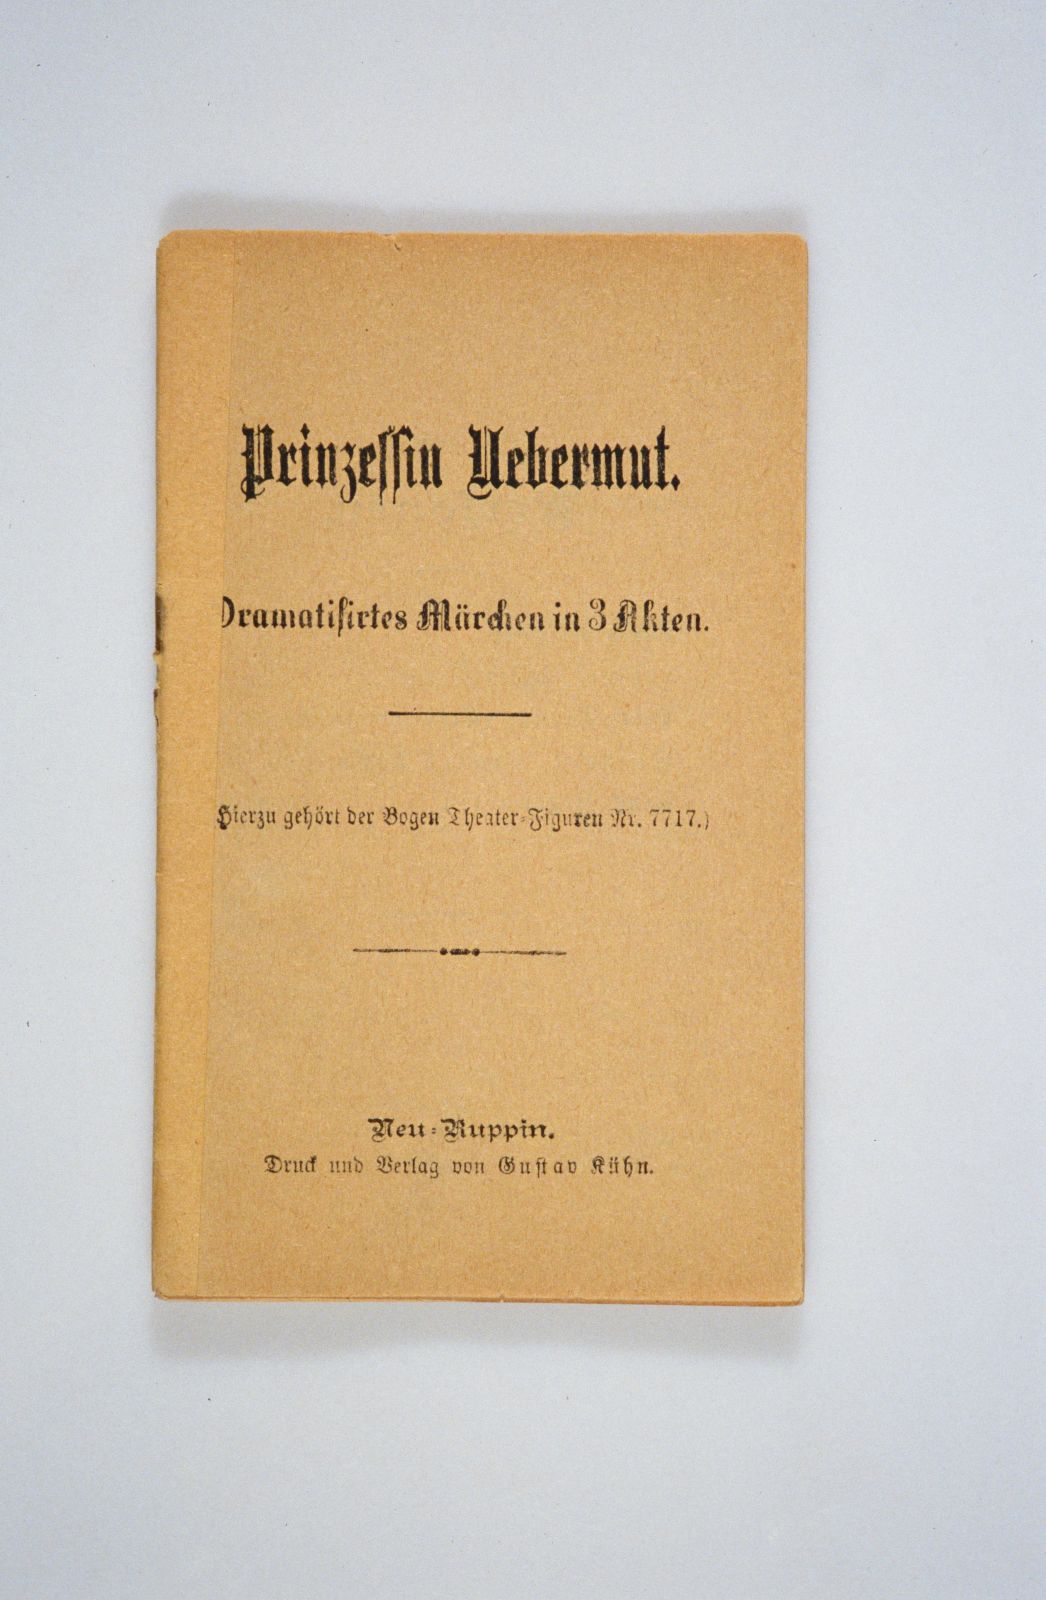 Prinzessin Uebermut.
Dramatisirtes Märchen in 3 Akten.
Hierzu gehört der Bogen Theater-Figuren Nr. 7717.)
Neu-Ruppin.
Druck und Verlag von Gustav Kühn.